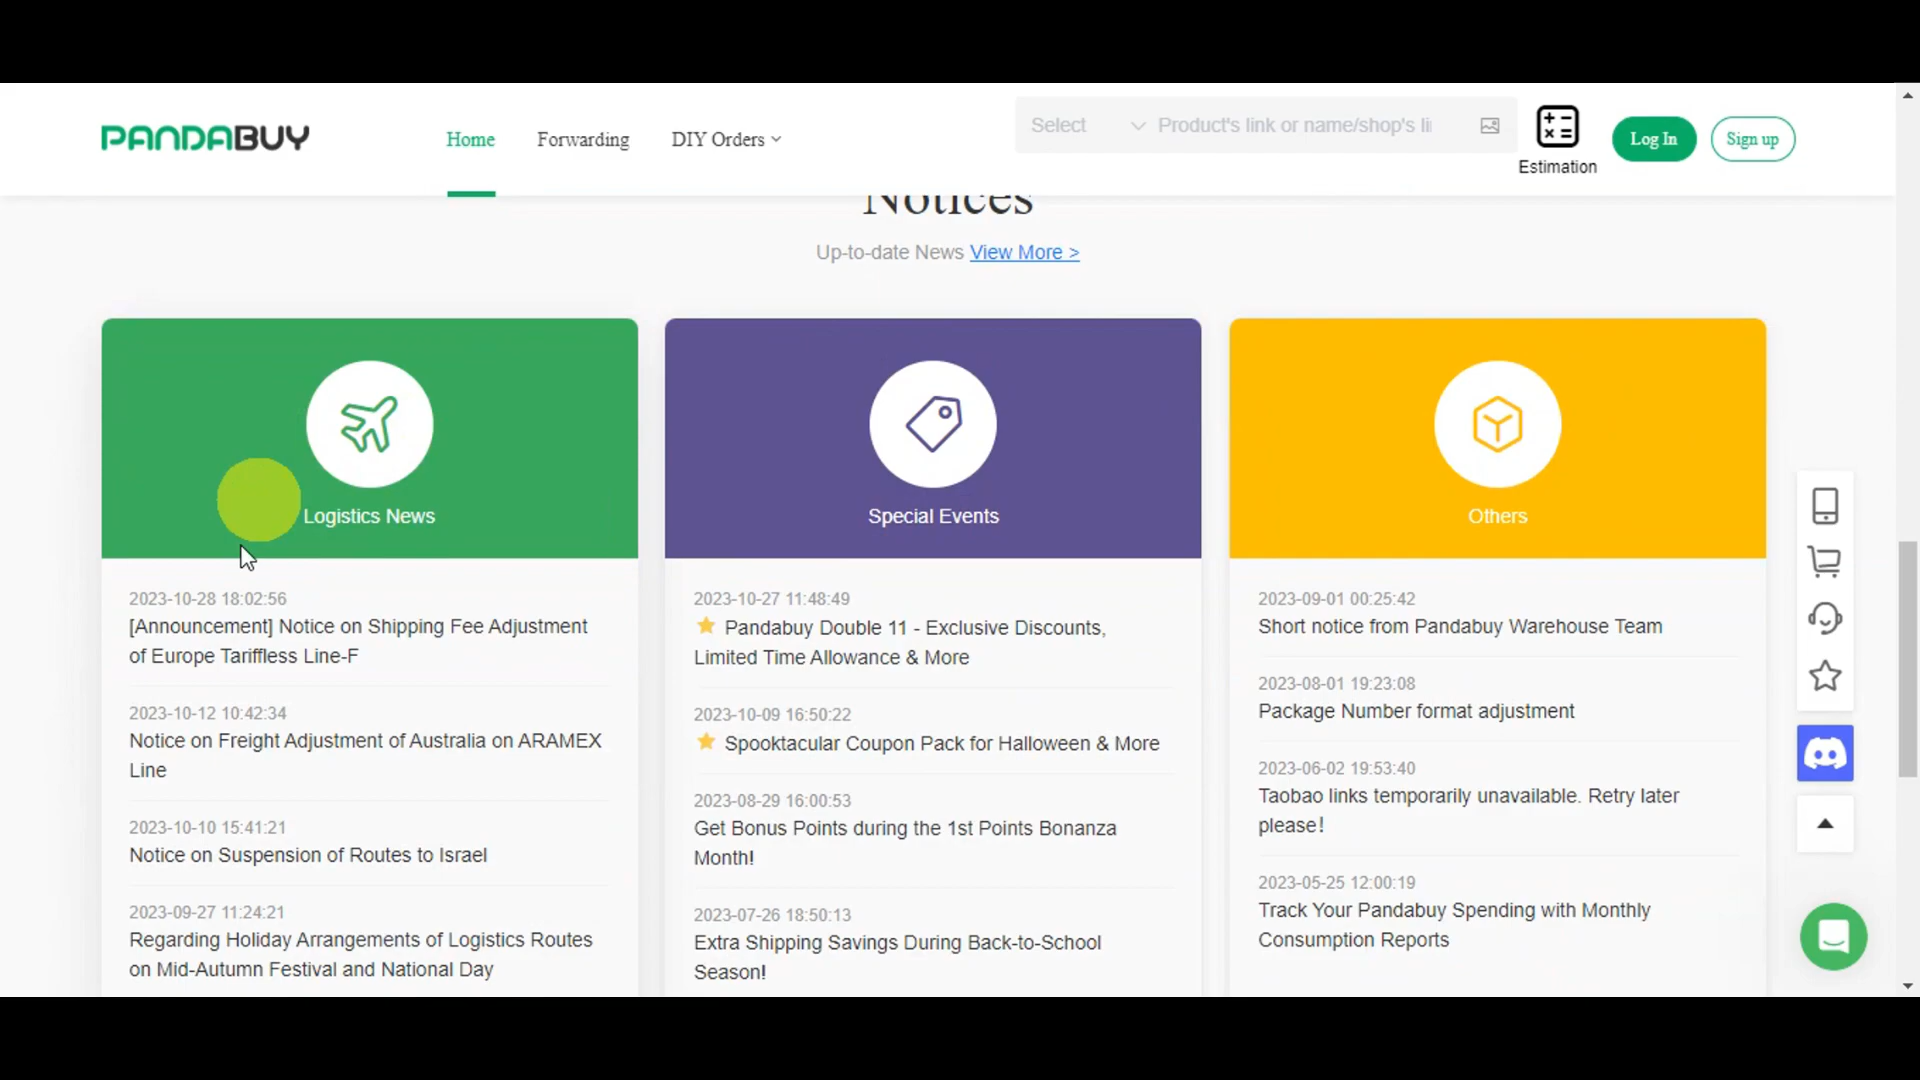 PANDABUY
Home
Forwarding
DIY Orders
Select
Product's link or name/shop's li
Estimation
Log In
Sign up
Notices
Up-to-date News View More >
Logistics News
2023-10-28 18:02:56
[Announcement] Notice on Shipping Fee Adjustment
of Europe Tariffless Line-F
2023-10-12 10:42:34
Notice on Freight Adjustment of Australia on ARAMEX
Line
2023-10-10 15:41:21
Notice on Suspension of Routes to Israel
2023-09-27 11:24:21
Regarding Holiday Arrangements of Logistics Routes
on Mid-Autumn Festival and National Day
Special Events
2023-10-27 11:48:49
Pandabuy Double 11 - Exclusive Discounts,
Limited Time Allowance & More
2023-10-09 16:50:22
Spooktacular Coupon Pack for Halloween & More
2023-08-29 16:00:53
Get Bonus Points during the 1st Points Bonanza
Month!
2023-07-26 18:50:13
Extra Shipping Savings During Back-to-School
Season!
Others
2023-09-01 00:25:42
Short notice from Pandabuy Warehouse Team
2023-08-01 19:23:08
Package Number format adjustment
2023-06-02 19:53:40
Taobao links temporarily unavailable. Retry later
please!
2023-05-25 12:00:19
Track Your Pandabuy Spending with Monthly
Consumption Reports